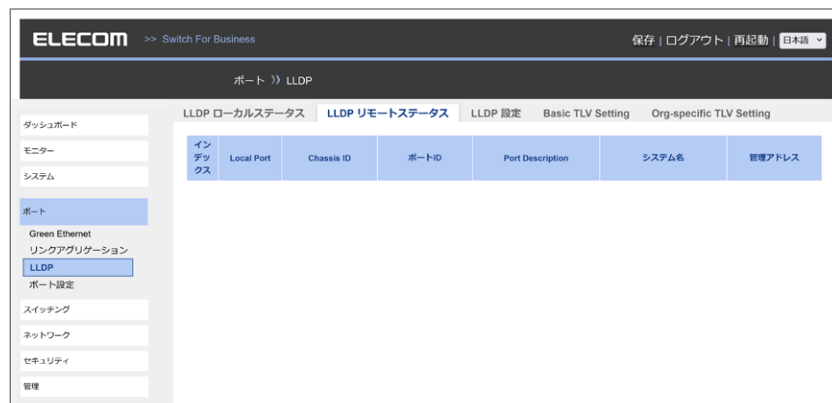 ELECOM >> Switch For Business 保存 | ログアウト | 再起動 | 日本語
ポート 》 LLDP
LLDP ローカルステータス LLDP リモートステータス LLDP 設定 Basic TLV Setting Org-specific TLV Setting
ダッシュボード
モニター
システム
ポート
Green Ethernet
リンクアグリゲーション
LLDP
ポート設定
スイッチング
ネットワーク
セキュリティ
管理
イン
デッ
クス
Local Port Chassis ID ポートID Port Description システム名 管理アドレス